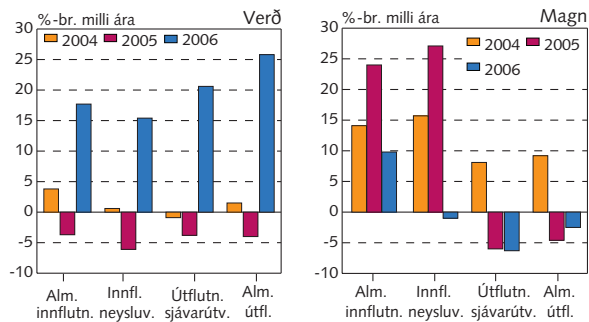 %-br. milli ára Verð
30
2004 2005 2006
25
20
15
10
5
0
-5
-10
Alm. innflutn.
Innfl. neysluv.
Útflutn. sjávarútv.
Alm. útfl.
%-br. milli ára Magn
30
2004 2005
25
2006
20
15
10
5
0
-5
-10
Alm. innflutn.
Innfl. neysluv.
Útflutn. sjávarútv.
Alm. útfl.